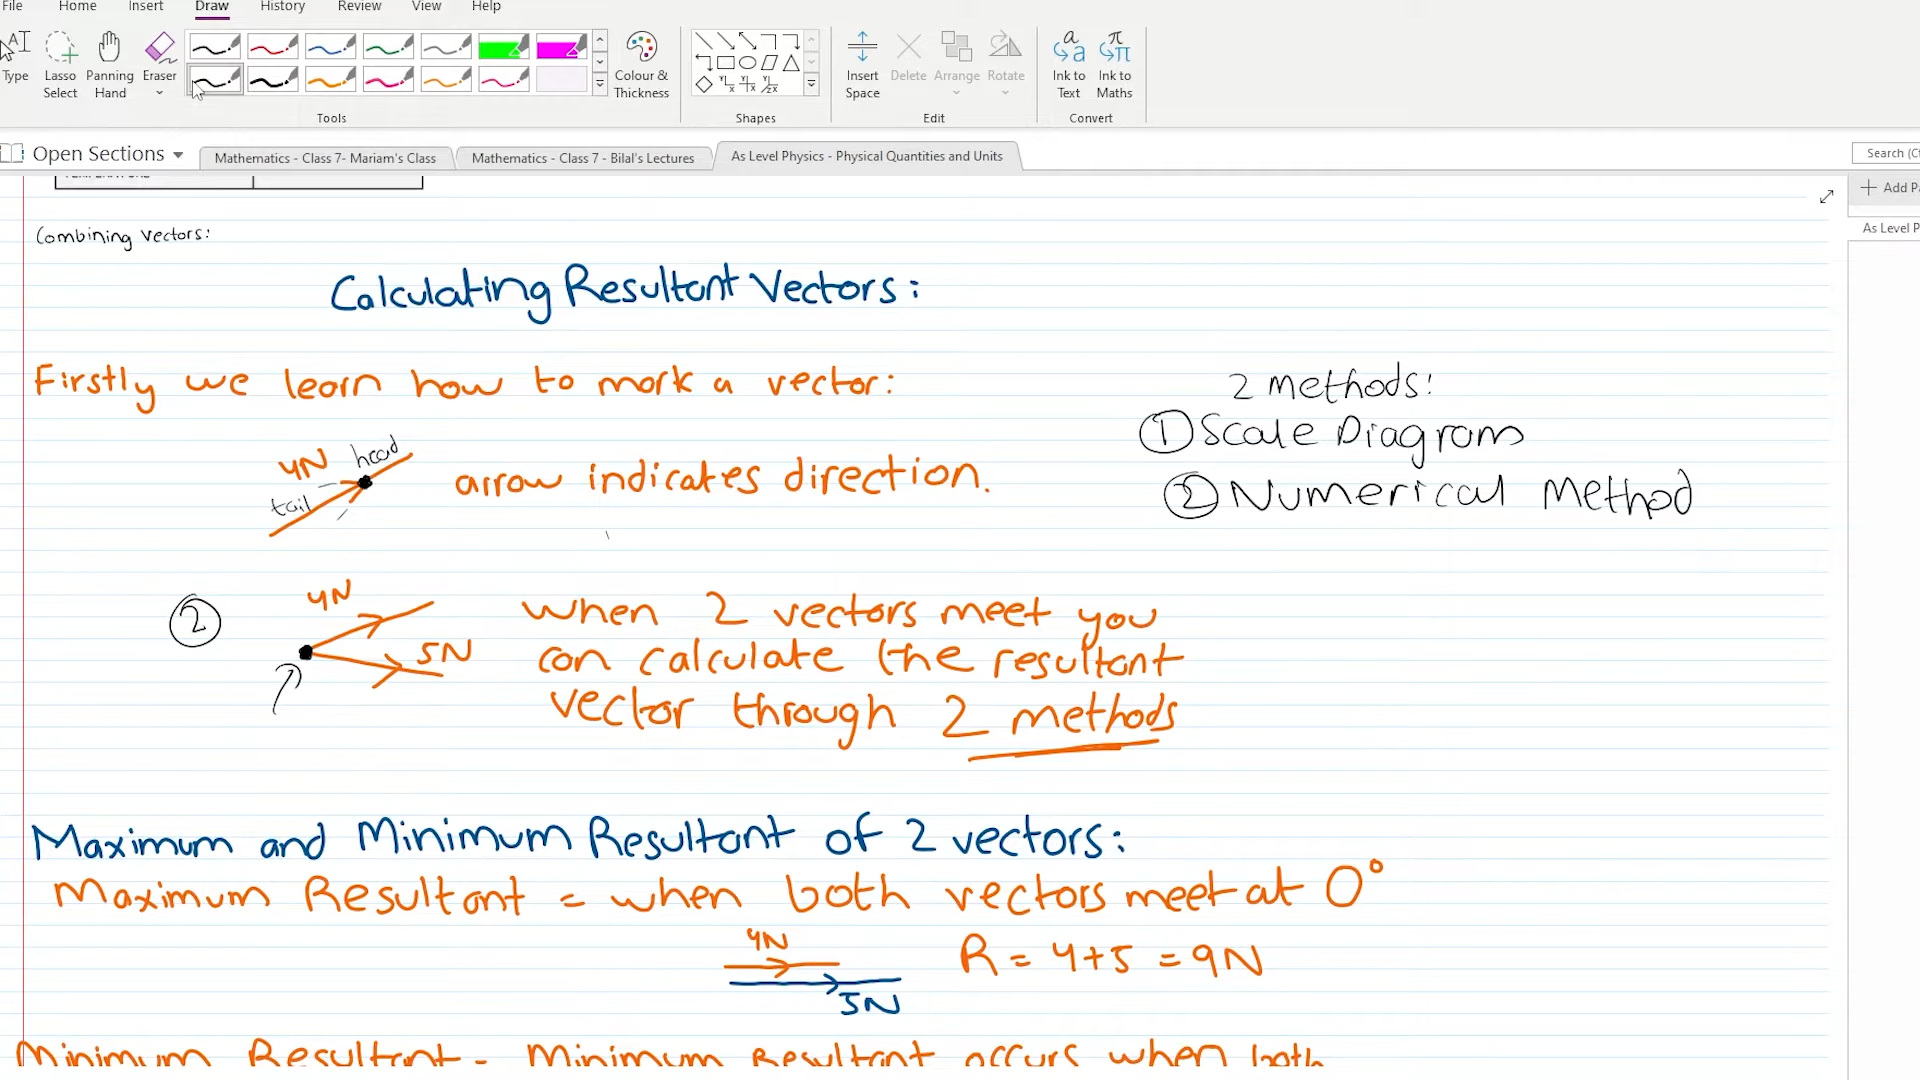 File Home Insert Draw History Review View Help
Type
Lasso Select
Panning Hand
Eraser
Colour & Thickness
Insert Space
Delete
Arrange
Rotate
Ink to Text
Ink to Maths
Tools
Shapes
Edit
Convert
Open Sections
Mathematics - Class 7- Mariam's Class
Mathematics - Class 7 - Bilal's Lectures
As Level Physics - Physical Quantities and Units
Search
Add
As Level
Combining Vectors:
Calculating Resultant Vectors:
Firstly we learn how to mark a vector:
2 methods:
① Scale Diagram
② Numerical Method
4N head
tail
arrow indicates direction.
②
4N
5N
when 2 vectors meet you
can calculate the resultant
vector through 2 methods
Maximum and Minimum Resultant of 2 vectors:
Maximum Resultant = when both vectors meet at 0°
4N
5N
R = 4+5 = 9N
Minimum Resultant - Minimum Resultant occurs when both